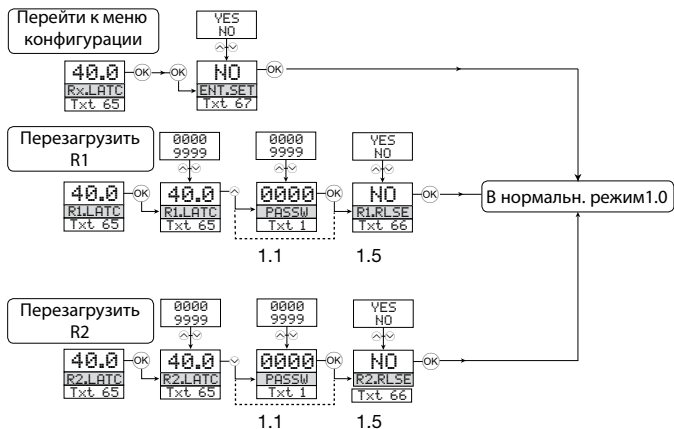 Перейти к меню
конфигурации
YES
NO
40.0
Rx.LATC
Txt 65
OK
OK
NO
ENT.SET
Txt 67
OK
Перезагрузить
R1
0000
9999
0000
9999
YES
NO
40.0
R1.LATC
Txt 65
OK
40.0
R1.LATC
Txt 65
0000
PASSW
Txt 1
OK
NO
R1.RLSE
Txt 66
OK
В нормальн. режим1.0
1.1
1.5
Перезагрузить
R2
0000
9999
0000
9999
YES
NO
40.0
R2.LATC
Txt 65
OK
40.0
R2.LATC
Txt 65
0000
PASSW
Txt 1
OK
NO
R2.RLSE
Txt 66
OK
1.1
1.5